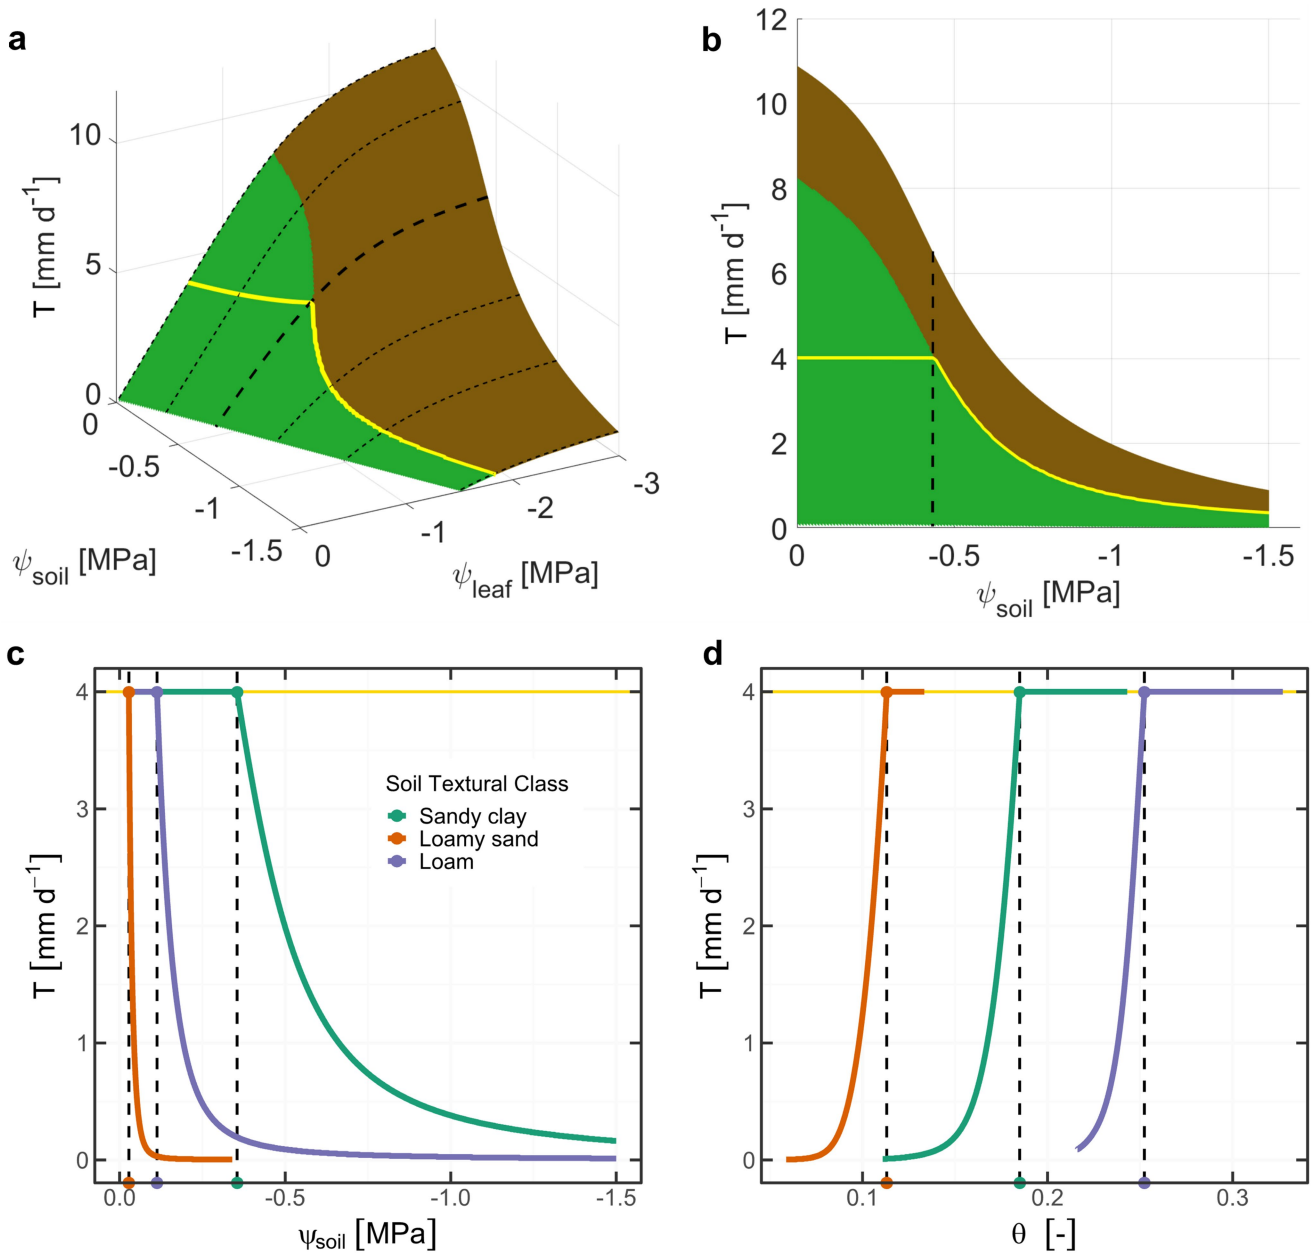 a
T [mm d⁻¹]
10
5
0
0
-0.5
-1
-1.5
0
-1
-2
-3
ψsoil [MPa]
ψleaf [MPa]
b
T [mm d⁻¹]
12
10
8
6
4
2
0
0
-0.5
-1
-1.5
ψsoil [MPa]
c
T [mm d⁻¹]
4
3
2
1
0
Soil Textural Class
Sandy clay
Loamy sand
Loam
0.0
-0.5
-1.0
-1.5
ψsoil [MPa]
d
T [mm d⁻¹]
4
3
2
1
0
0.1
0.2
0.3
θ [-]